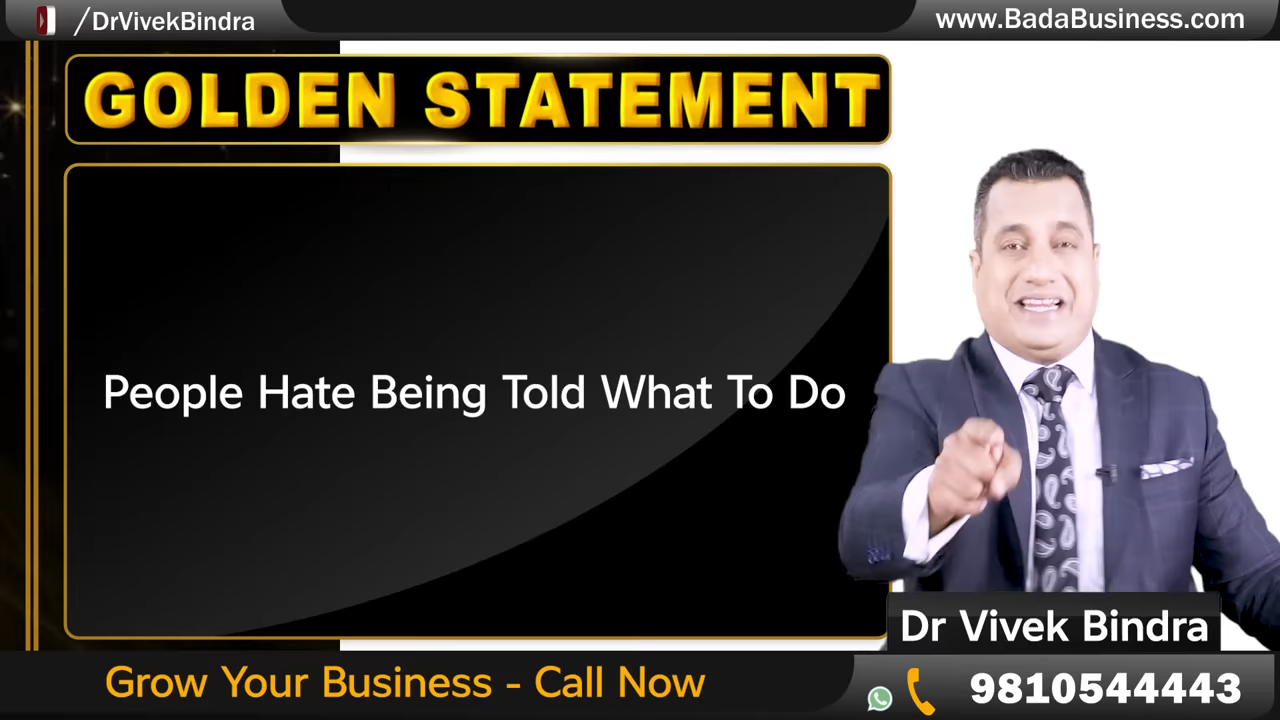 /DrVivekBindra
www.BadaBusiness.com
GOLDEN STATEMENT
People Hate Being Told What To Do
Dr Vivek Bindra
Grow Your Business - Call Now
9810544443